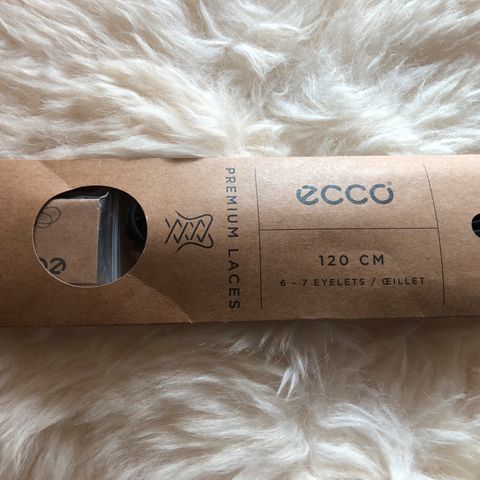 PREMIUM LACES
ecco®
120 CM
6 - 7 EYELETS / ŒILLET